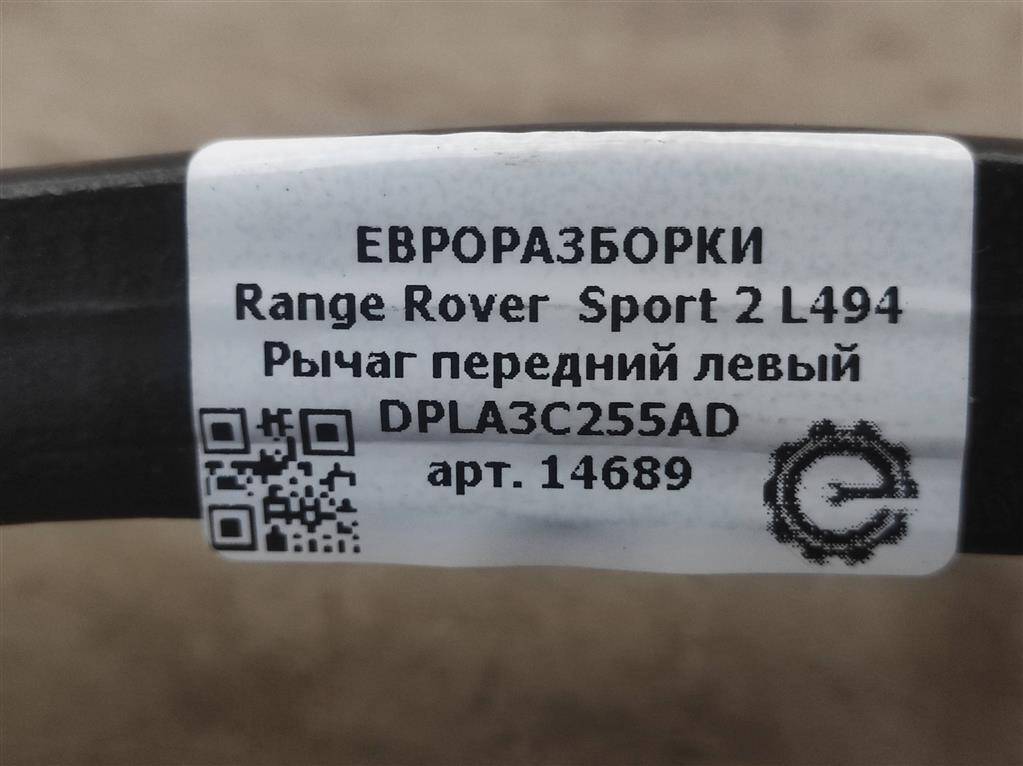 ЕВРОРАЗБОРКИ
Range Rover Sport 2 L494
Рычаг передний левый
DPLA3C255AD
арт. 14689